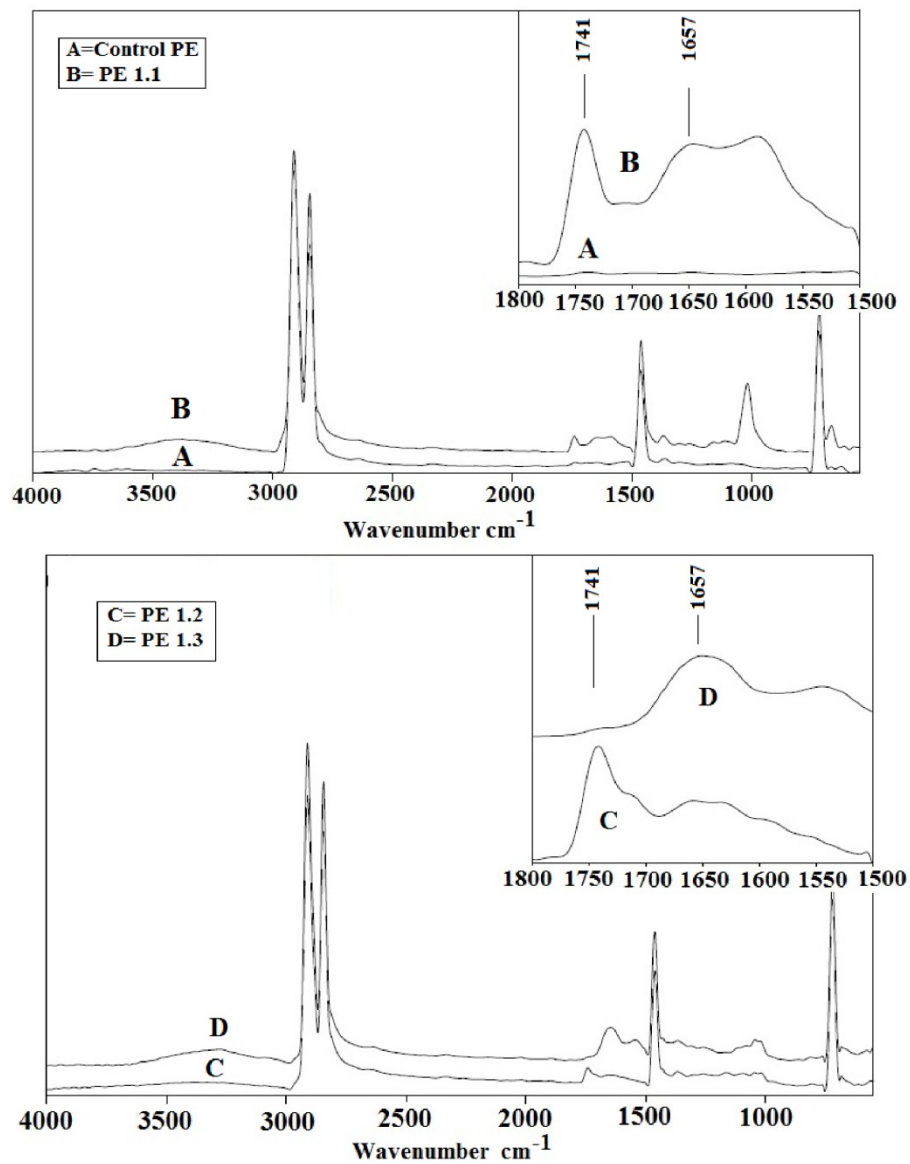 A=Control PE
B= PE 1.1
1741
1657
B
A
1800 1750 1700 1650 1600 1550 1500
B
A
4000 3500 3000 2500 2000 1500 1000
Wavenumber cm-1
C= PE 1.2
D= PE 1.3
1741
1657
D
C
1800 1750 1700 1650 1600 1550 1500
D
C
4000 3500 3000 2500 2000 1500 1000
Wavenumber cm-1